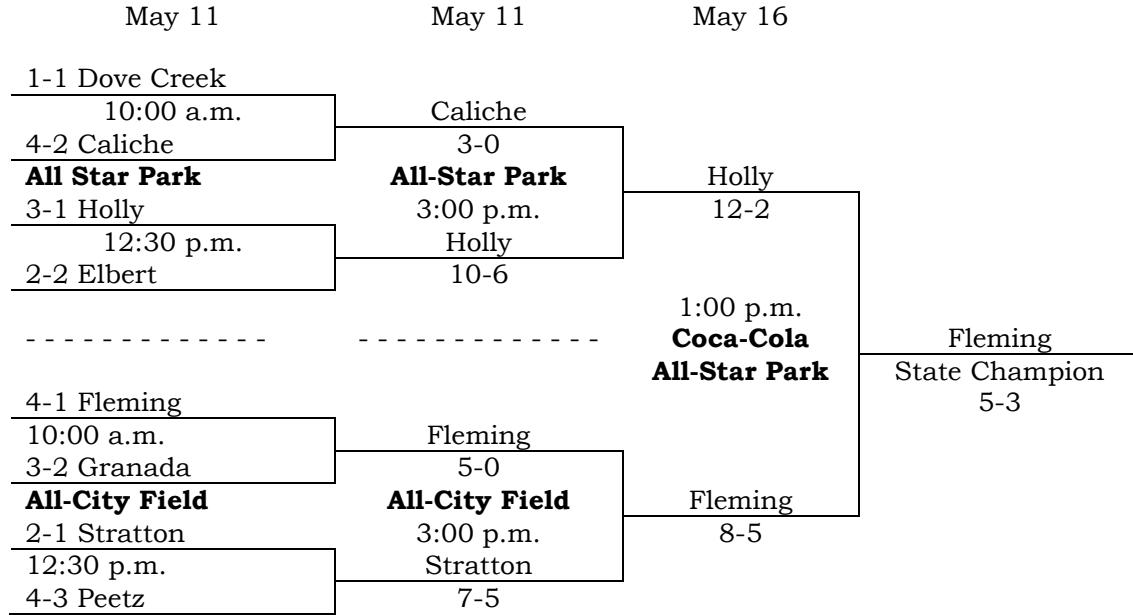 May 11 May 11 May 16
1-1 Dove Creek
10:00 a.m. Caliche
4-2 Caliche 3-0
All Star Park All-Star Park Holly
3-1 Holly 3:00 p.m. 12-2
12:30 p.m. Holly
2-2 Elbert 10-6
1:00 p.m.
- - - - - - - - - - - - - - - - - - - - - - - - - - Coca-Cola Fleming
All-Star Park State Champion
4-1 Fleming 5-3
10:00 a.m. Fleming
3-2 Granada 5-0
All-City Field All-City Field Fleming
2-1 Stratton 3:00 p.m. 8-5
12:30 p.m. Stratton
4-3 Peetz 7-5